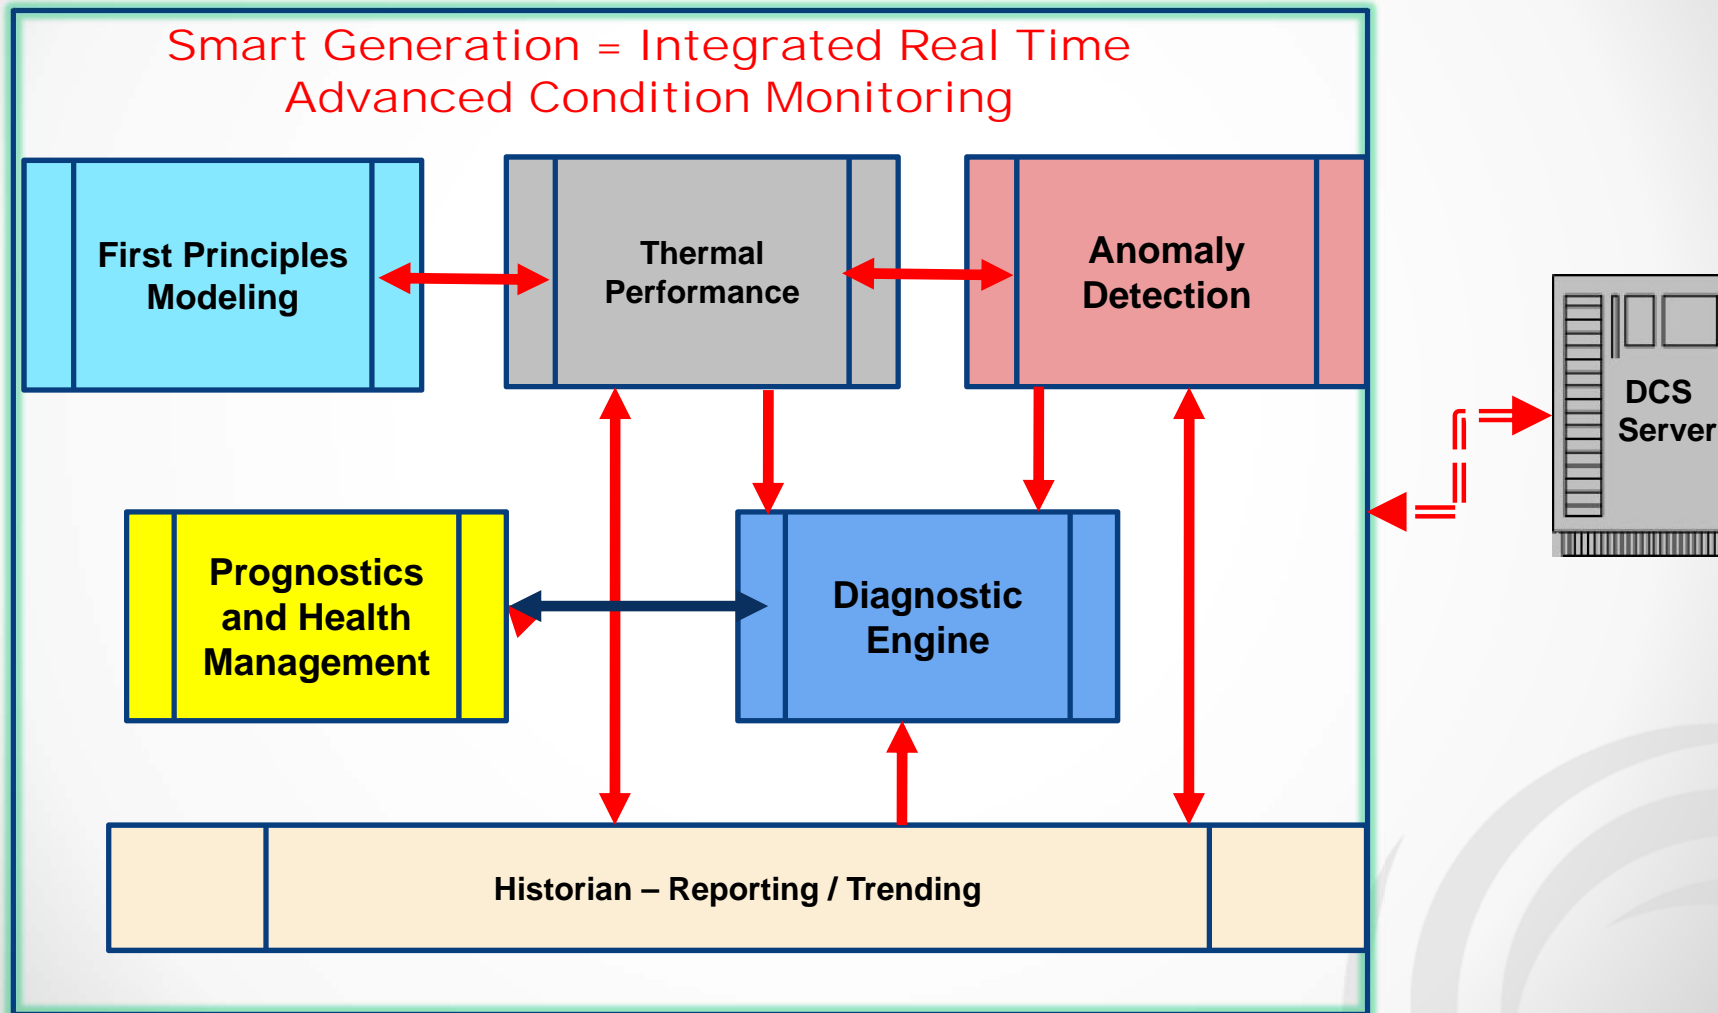 Smart Generation = Integrated Real Time
Advanced Condition Monitoring
First Principles
Modeling
Thermal
Performance
Anomaly
Detection
DCS
Server
Prognostics
and Health
Management
Diagnostic
Engine
Historian – Reporting / Trending